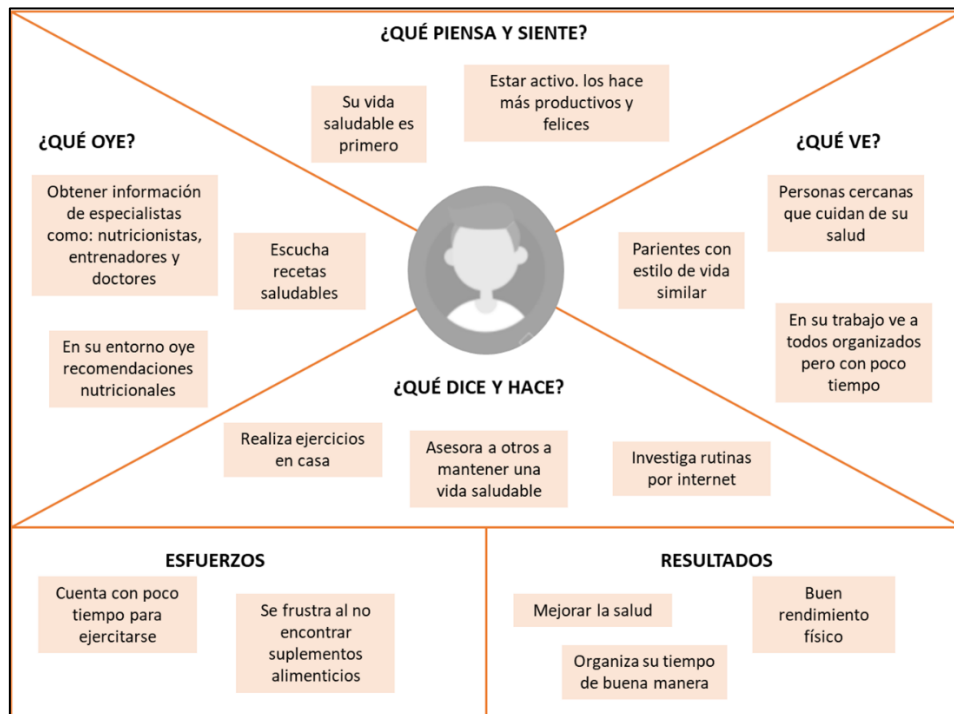 ¿QUÉ PIENSA Y SIENTE?
Su vida
saludable es
primero
Estar activo. los hace
más productivos y
felices
¿QUÉ OYE?
Obtener información
de especialistas
como: nutricionistas,
entrenadores y
doctores
Escucha
recetas
saludables
En su entorno oye
recomendaciones
nutricionales
¿QUÉ VE?
Personas cercanas
que cuidan de su
salud
Parientes con
estilo de vida
similar
En su trabajo ve a
todos organizados
pero con poco
tiempo
¿QUÉ DICE Y HACE?
Realiza ejercicios
en casa
Asesora a otros a
mantener una
vida saludable
Investiga rutinas
por internet
ESFUERZOS
Cuenta con poco
tiempo para
ejercitarse
Se frustra al no
encontrar
suplementos
alimenticios
RESULTADOS
Mejorar la salud
Buen
rendimiento
físico
Organiza su tiempo
de buena manera